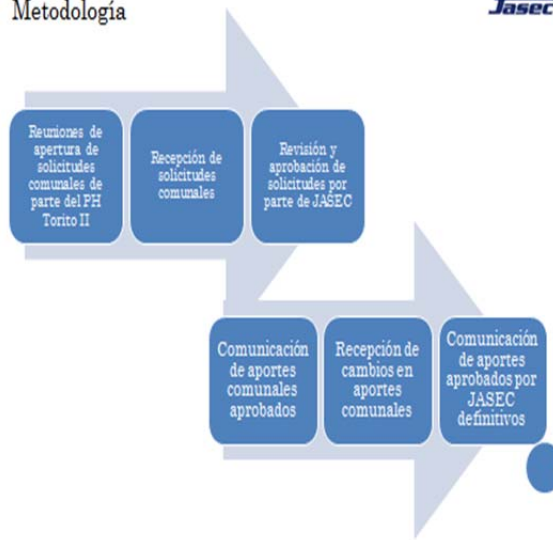 Metodología
Jasec
Reuniones de
apertura de
solicitudes
comunales de
parte del PH
Torito II
Recepción de
solicitudes
comunales
Revisión y
aprobación de
solicitudes por
parte de JASEC
Comunicación
de aportes
comunales
aprobados
Recepción de
cambios en
aportes
comunales
Comunicación
de aportes
aprobados por
JASEC
definitivos